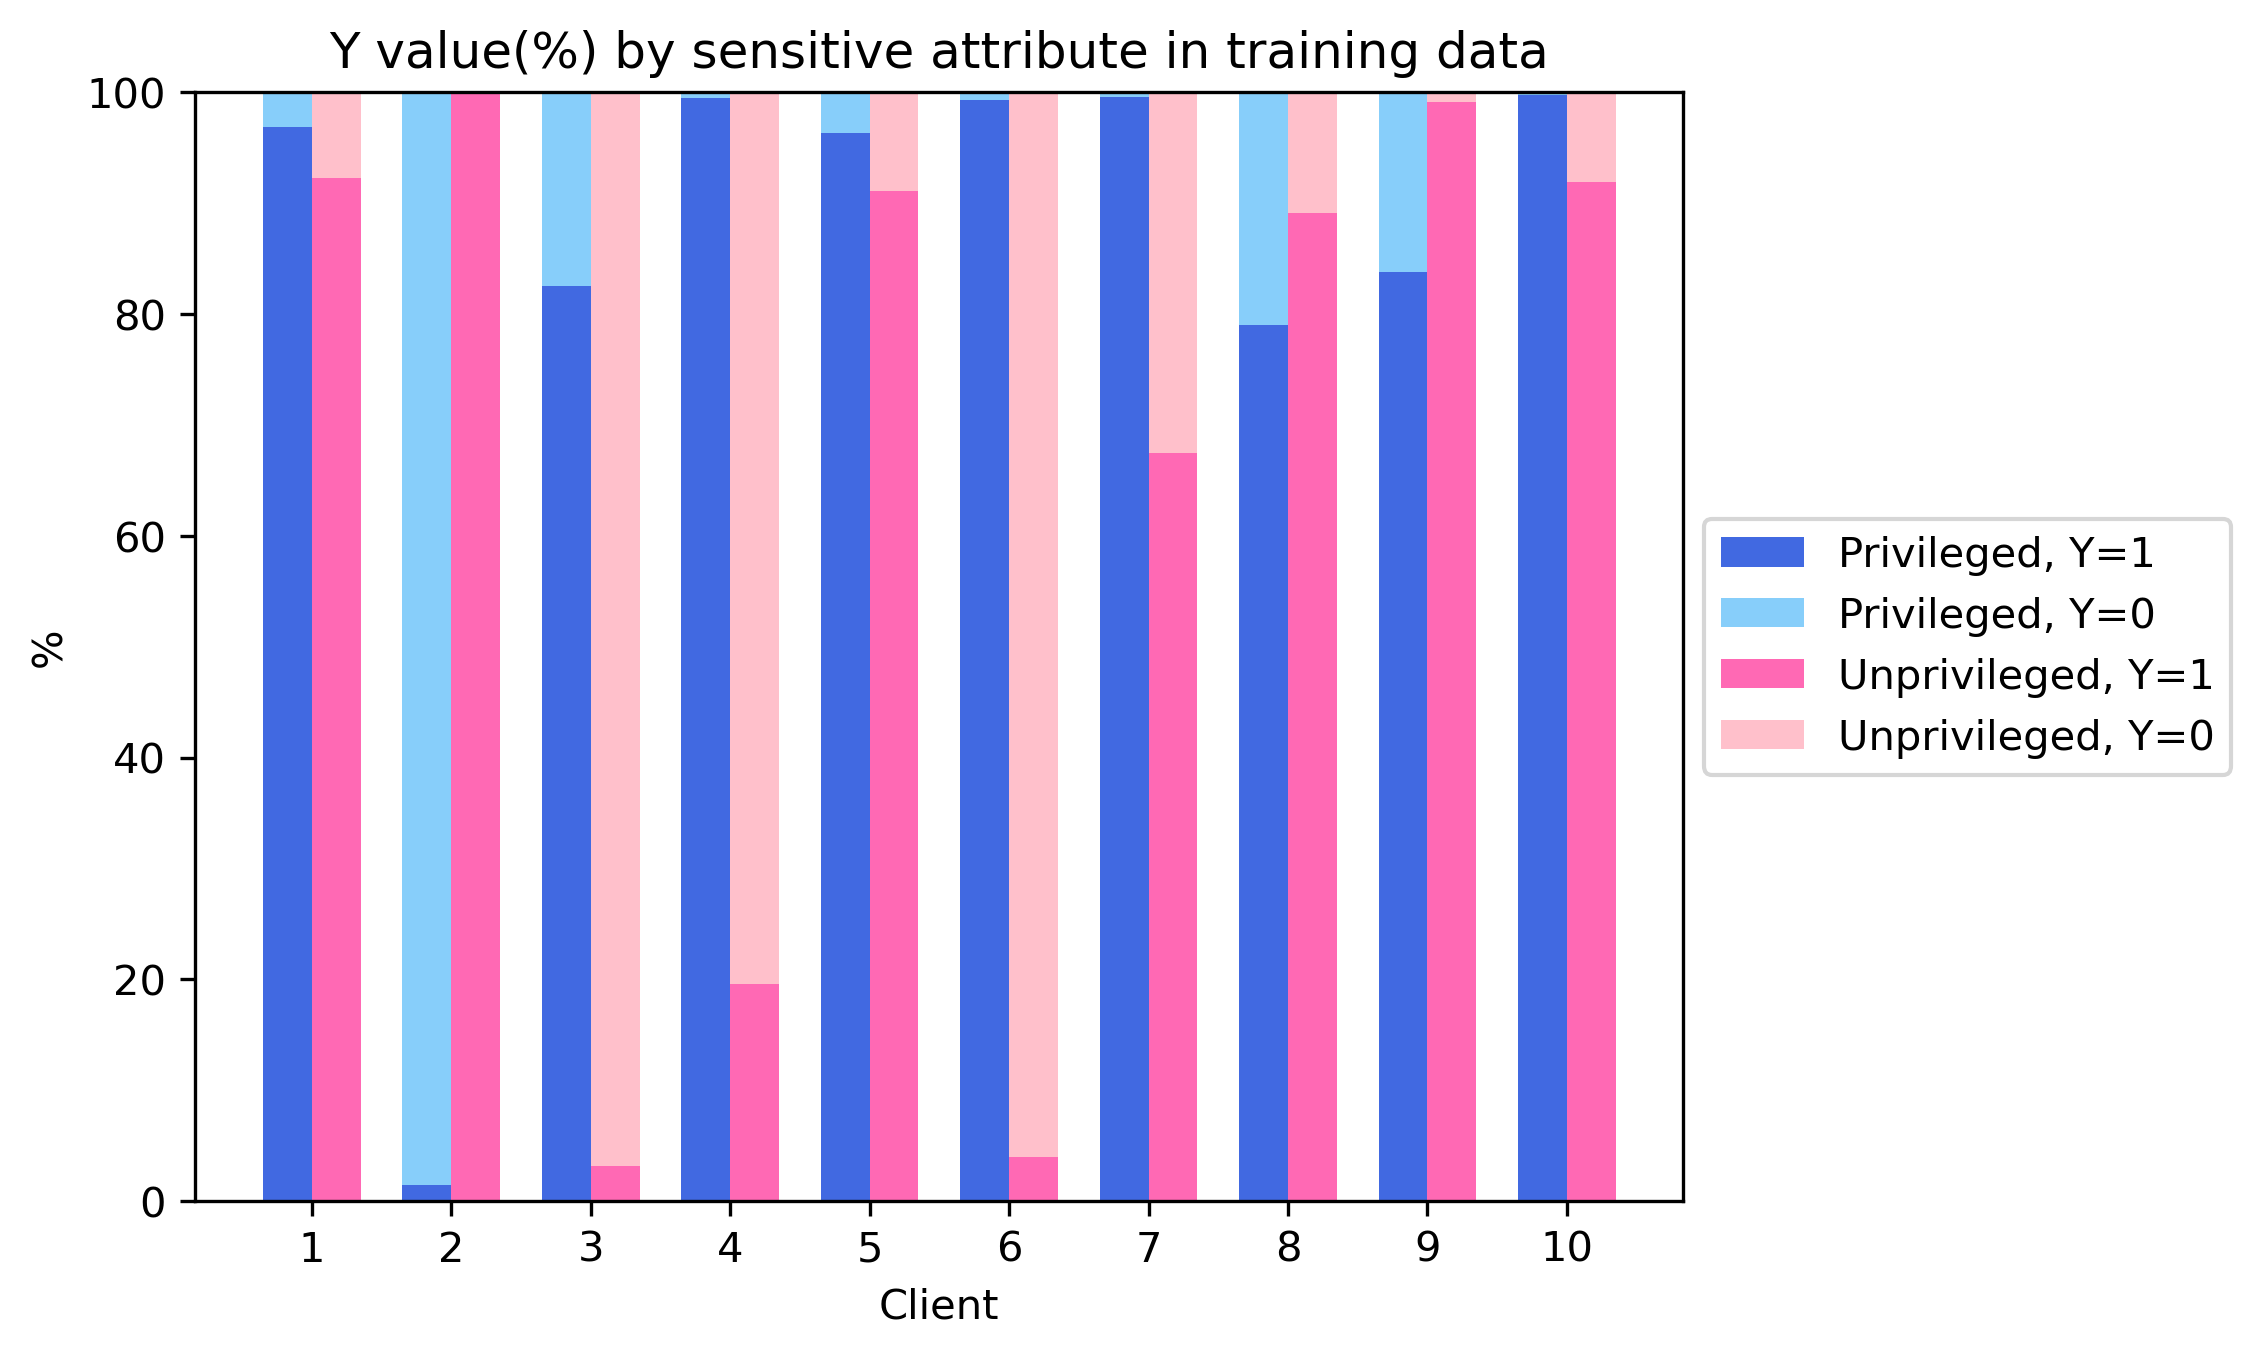 Y value(%) by sensitive attribute in training data
100
80
60
40
20
0
%
1 2 3 4 5 6 7 8 9 10
Client
Privileged, Y=1
Privileged, Y=0
Unprivileged, Y=1
Unprivileged, Y=0